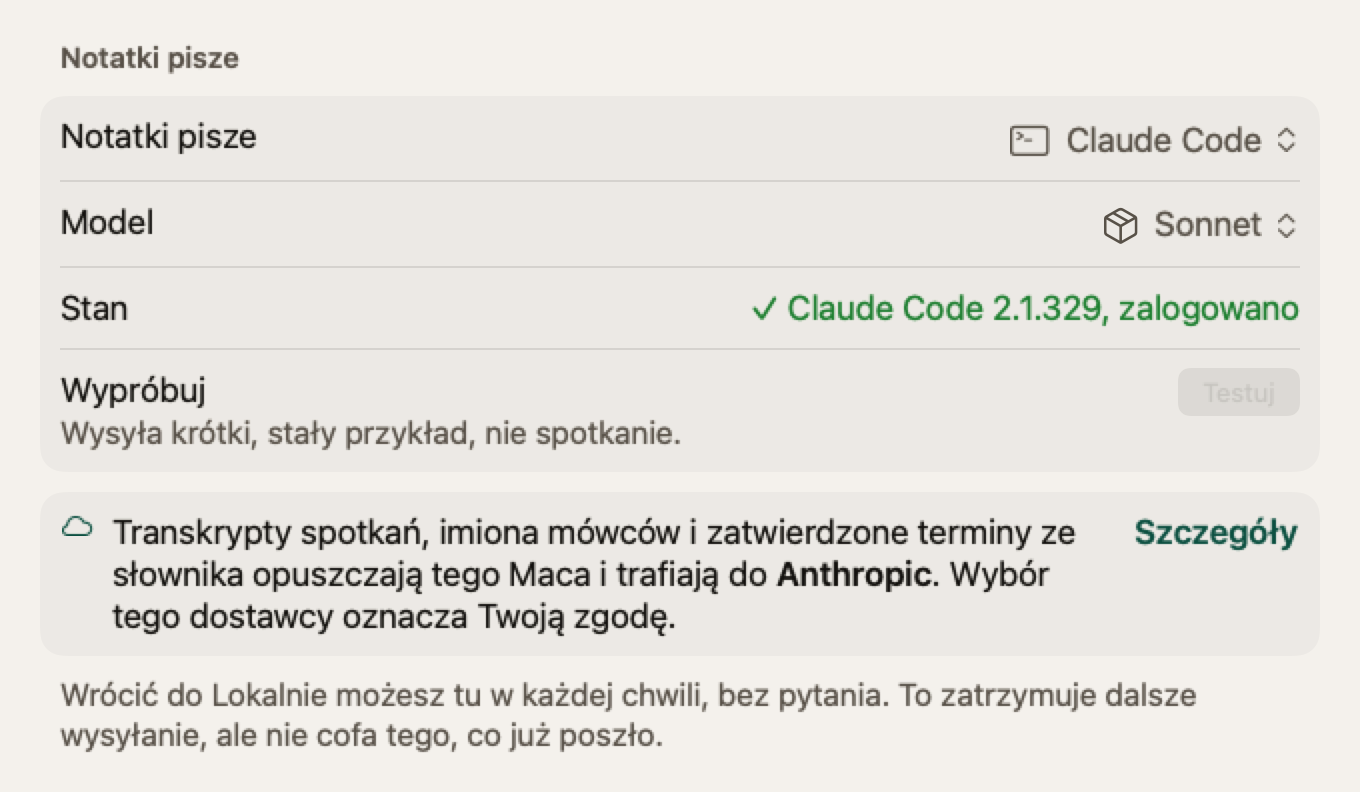 Notatki pisze
Notatki pisze
Claude Code
Model
Sonnet
Stan
✓ Claude Code 2.1.329, zalogowano
Wypróbuj
Testuj
Wysyła krótki, stały przykład, nie spotkanie.
Transkrypty spotkań, imiona mówców i zatwierdzone terminy ze
Szczegóły
słownika opuszczają tego Maca i trafiają do Anthropic. Wybór
tego dostawcy oznacza Twoją zgodę.
Wrócić do Lokalnie możesz tu w każdej chwili, bez pytania. To zatrzymuje dalsze
wysyłanie, ale nie cofa tego, co już poszło.